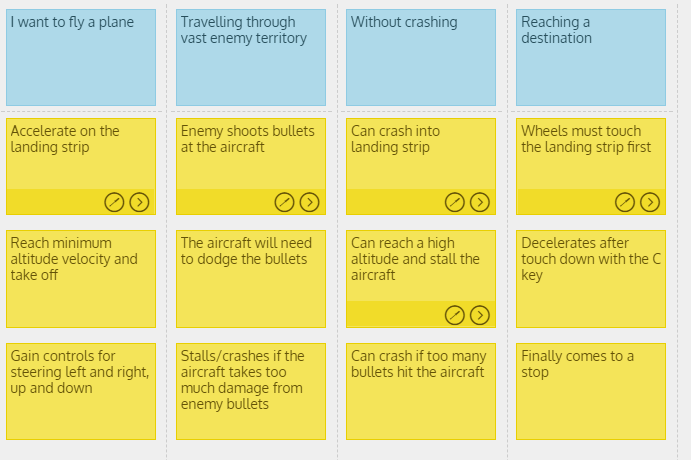 I want to fly a plane
Travelling through
vast enemy territory
Without crashing
Reaching a
destination
Accelerate on the
landing strip
Enemy shoots bullets
at the aircraft
Can crash into
landing strip
Wheels must touch
the landing strip first
Reach minimum
altitude velocity and
take off
The aircraft will need
to dodge the bullets
Can reach a high
altitude and stall the
aircraft
Decelerates after
touch down with the C
key
Gain controls for
steering left and right,
up and down
Stalls/crashes if the
aircraft takes too
much damage from
enemy bullets
Can crash if too many
bullets hit the aircraft
Finally comes to a
stop